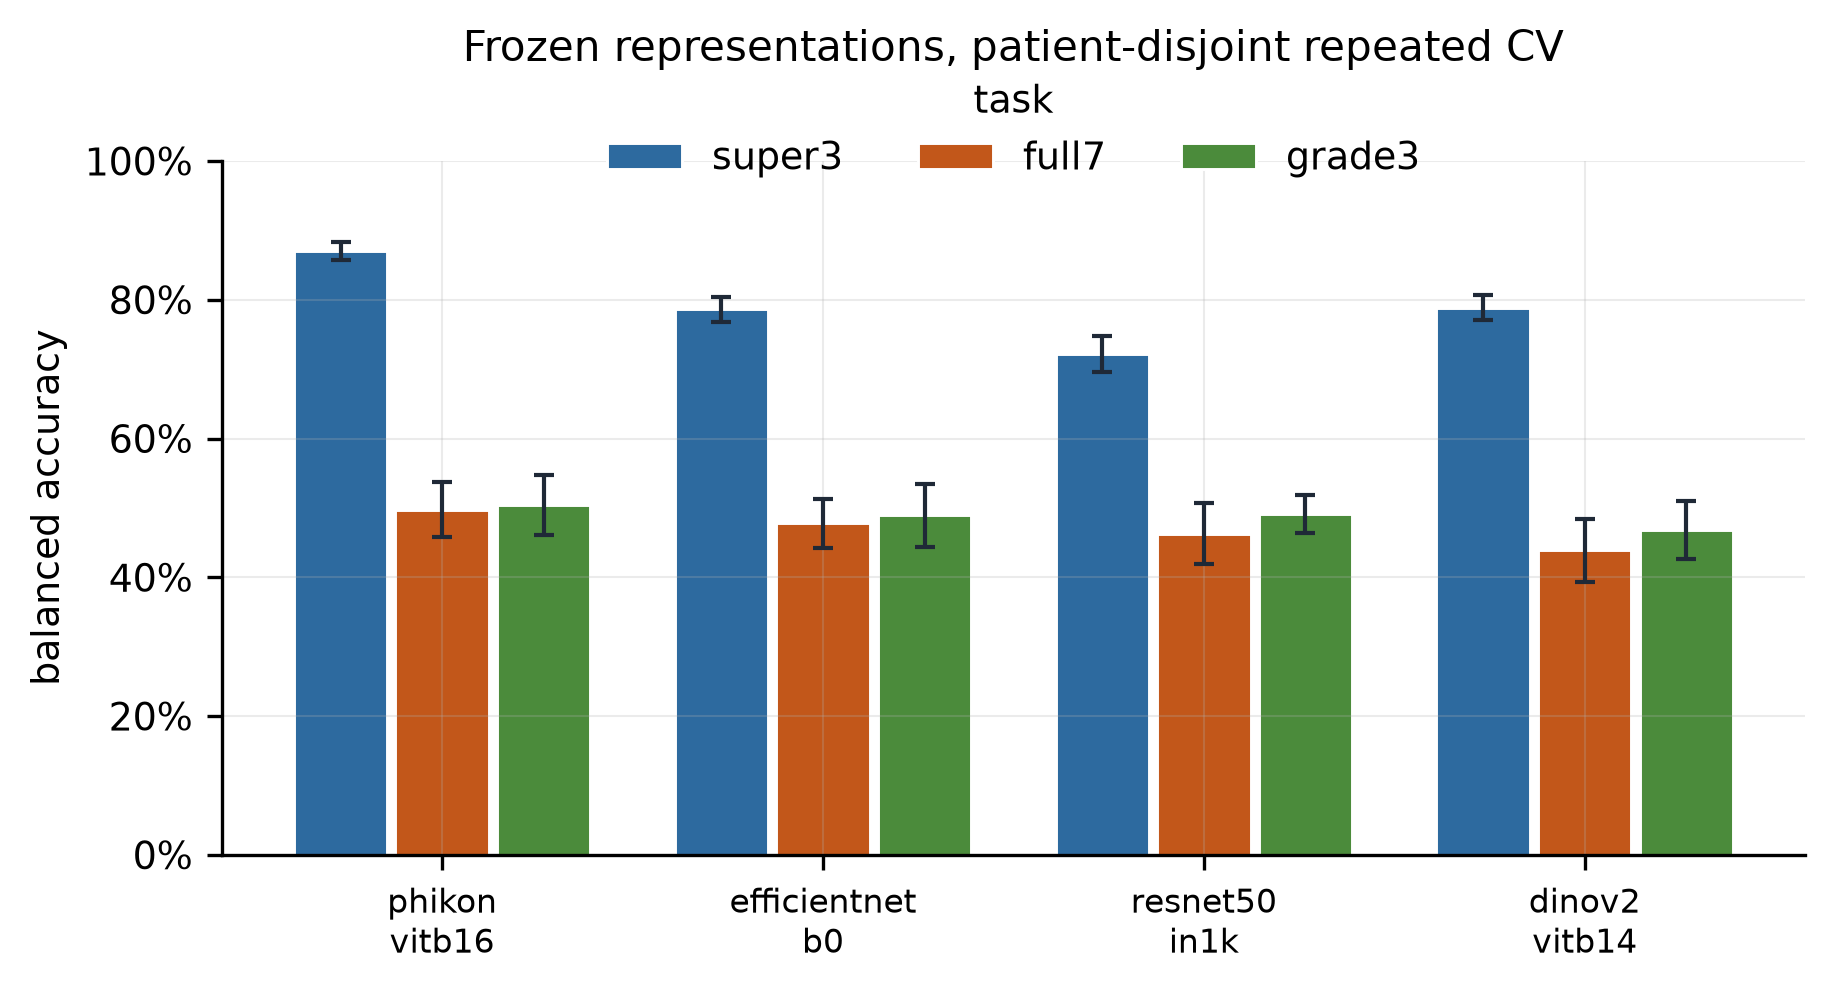 Frozen representations, patient-disjoint repeated CV
task
super3 full7 grade3
100%
80%
60%
40%
20%
0%
balanced accuracy
phikon
vitb16
efficientnet
b0
resnet50
in1k
dinov2
vitb14